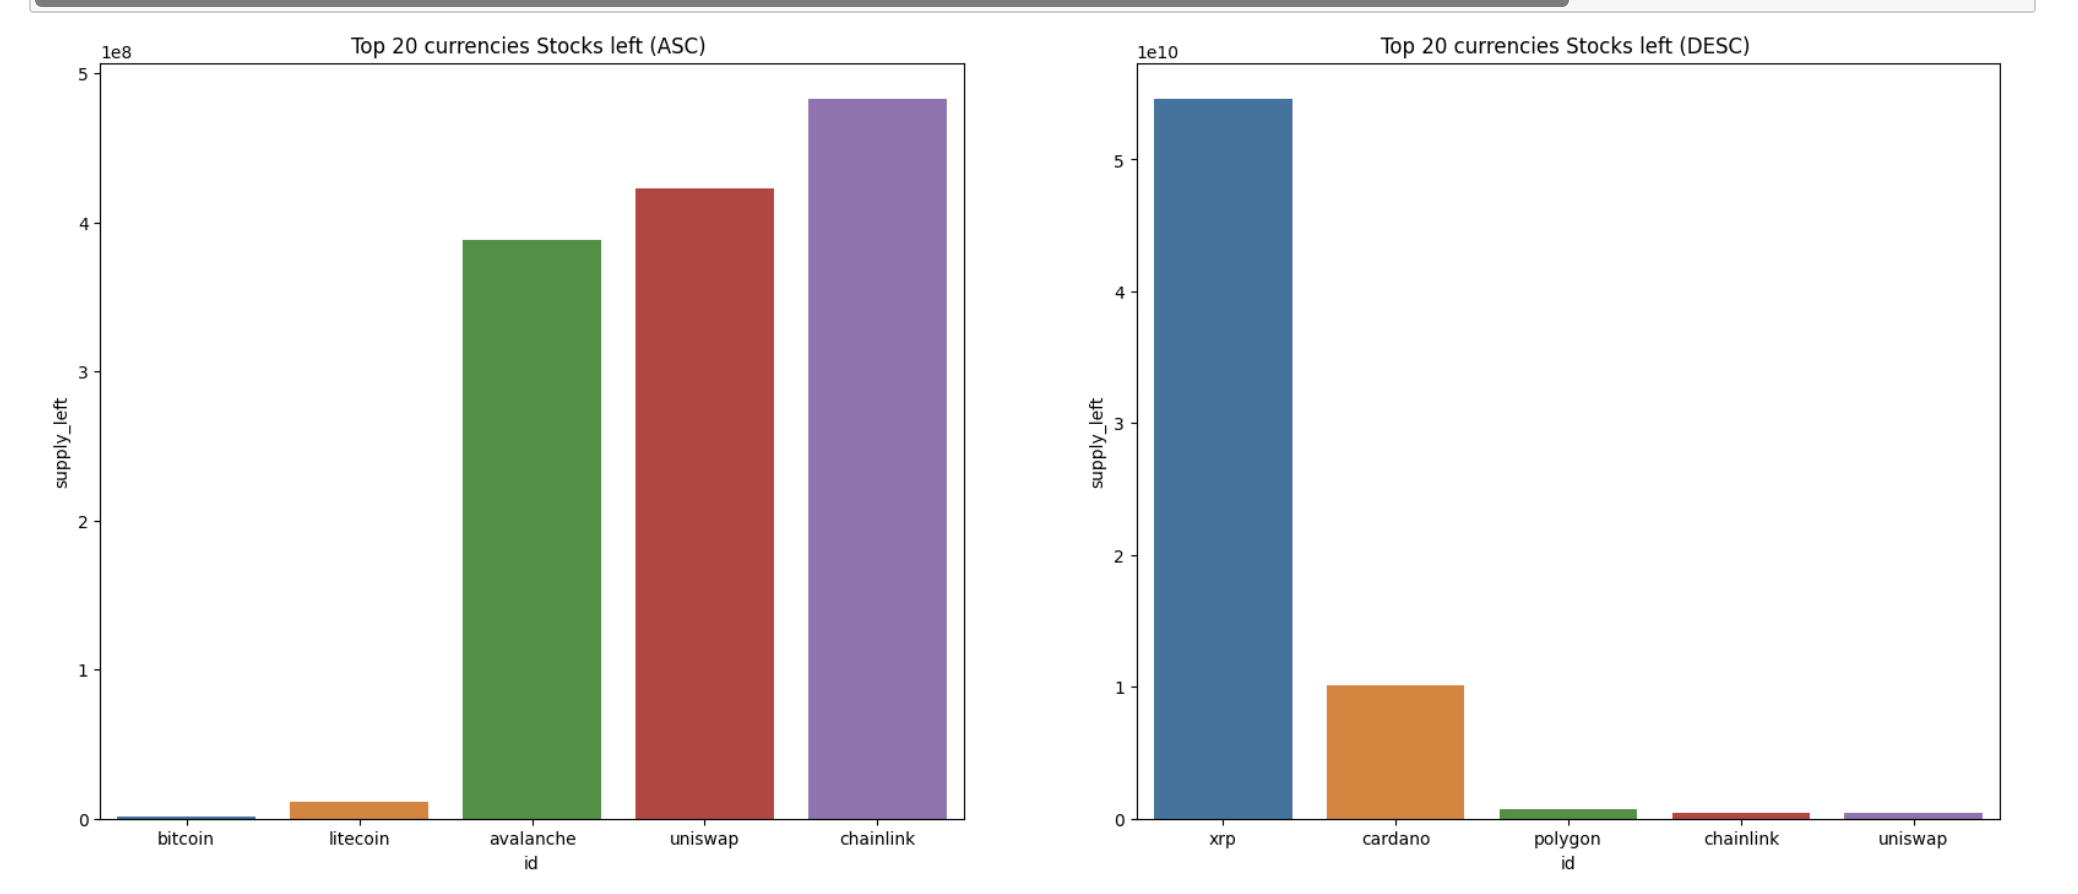 Top 20 currencies Stocks left (ASC)
1e8
5
4
3
2
1
0
supply_left
bitcoin litecoin avalanche uniswap chainlink
id
Top 20 currencies Stocks left (DESC)
1e10
5
4
3
2
1
0
supply_left
xrp cardano polygon chainlink uniswap
id